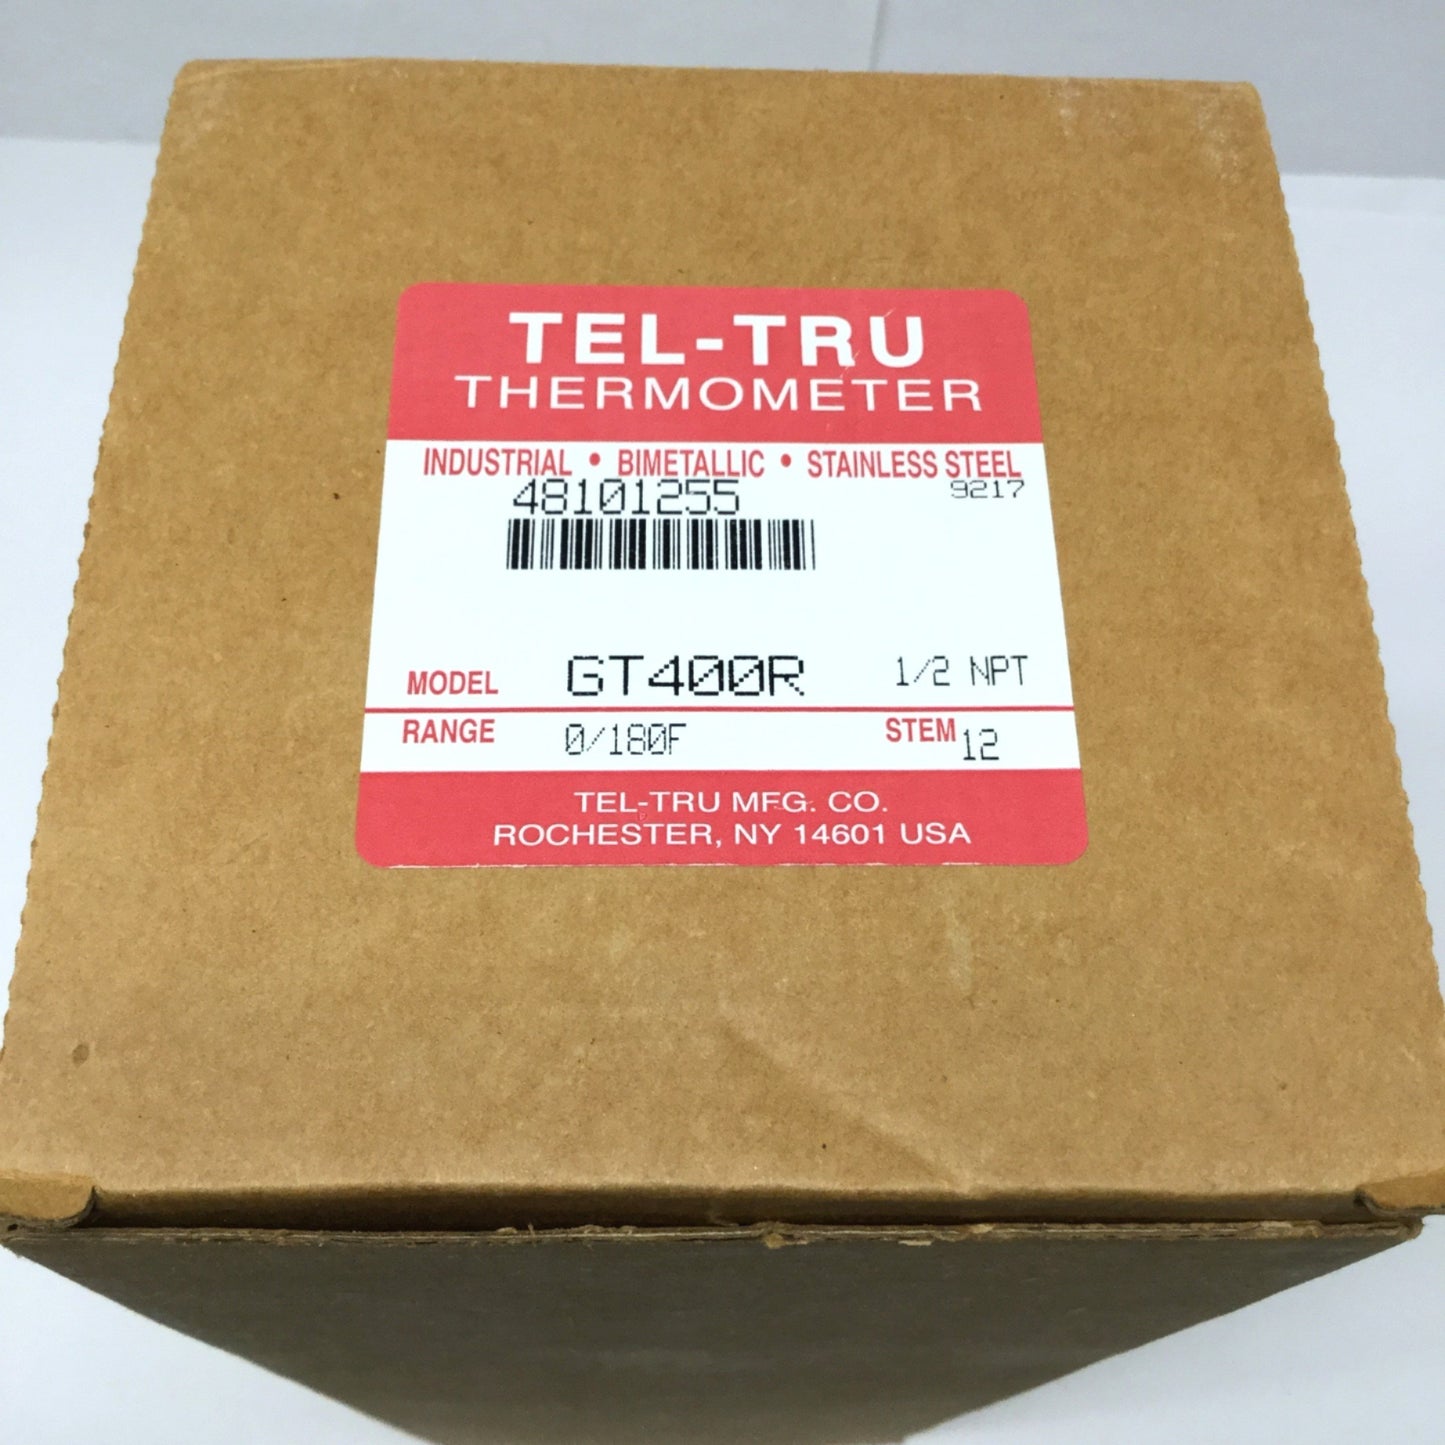 TEL-TRU
THERMOMETER
INDUSTRIAL • BIMETALLIC • STAINLESS STEEL
48101255 9217
MODEL GT400R 1/2 NPT
RANGE 0/180F STEM 12
TEL-TRU MFG. CO.
ROCHESTER, NY 14601 USA